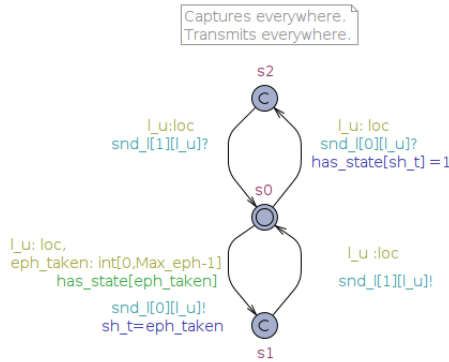 Captures everywhere.
Transmits everywhere.
s2
l_u:loc
snd_l[1][l_u]?
l_u: loc
snd_l[0][l_u]?
has_state[sh_t] =1
s0
l_u: loc,
eph_taken: int[0,Max_eph-1]
has_state[eph_taken]
snd_l[0][l_u]!
sh_t=eph_taken
l_u :loc
snd_l[1][l_u]!
s1